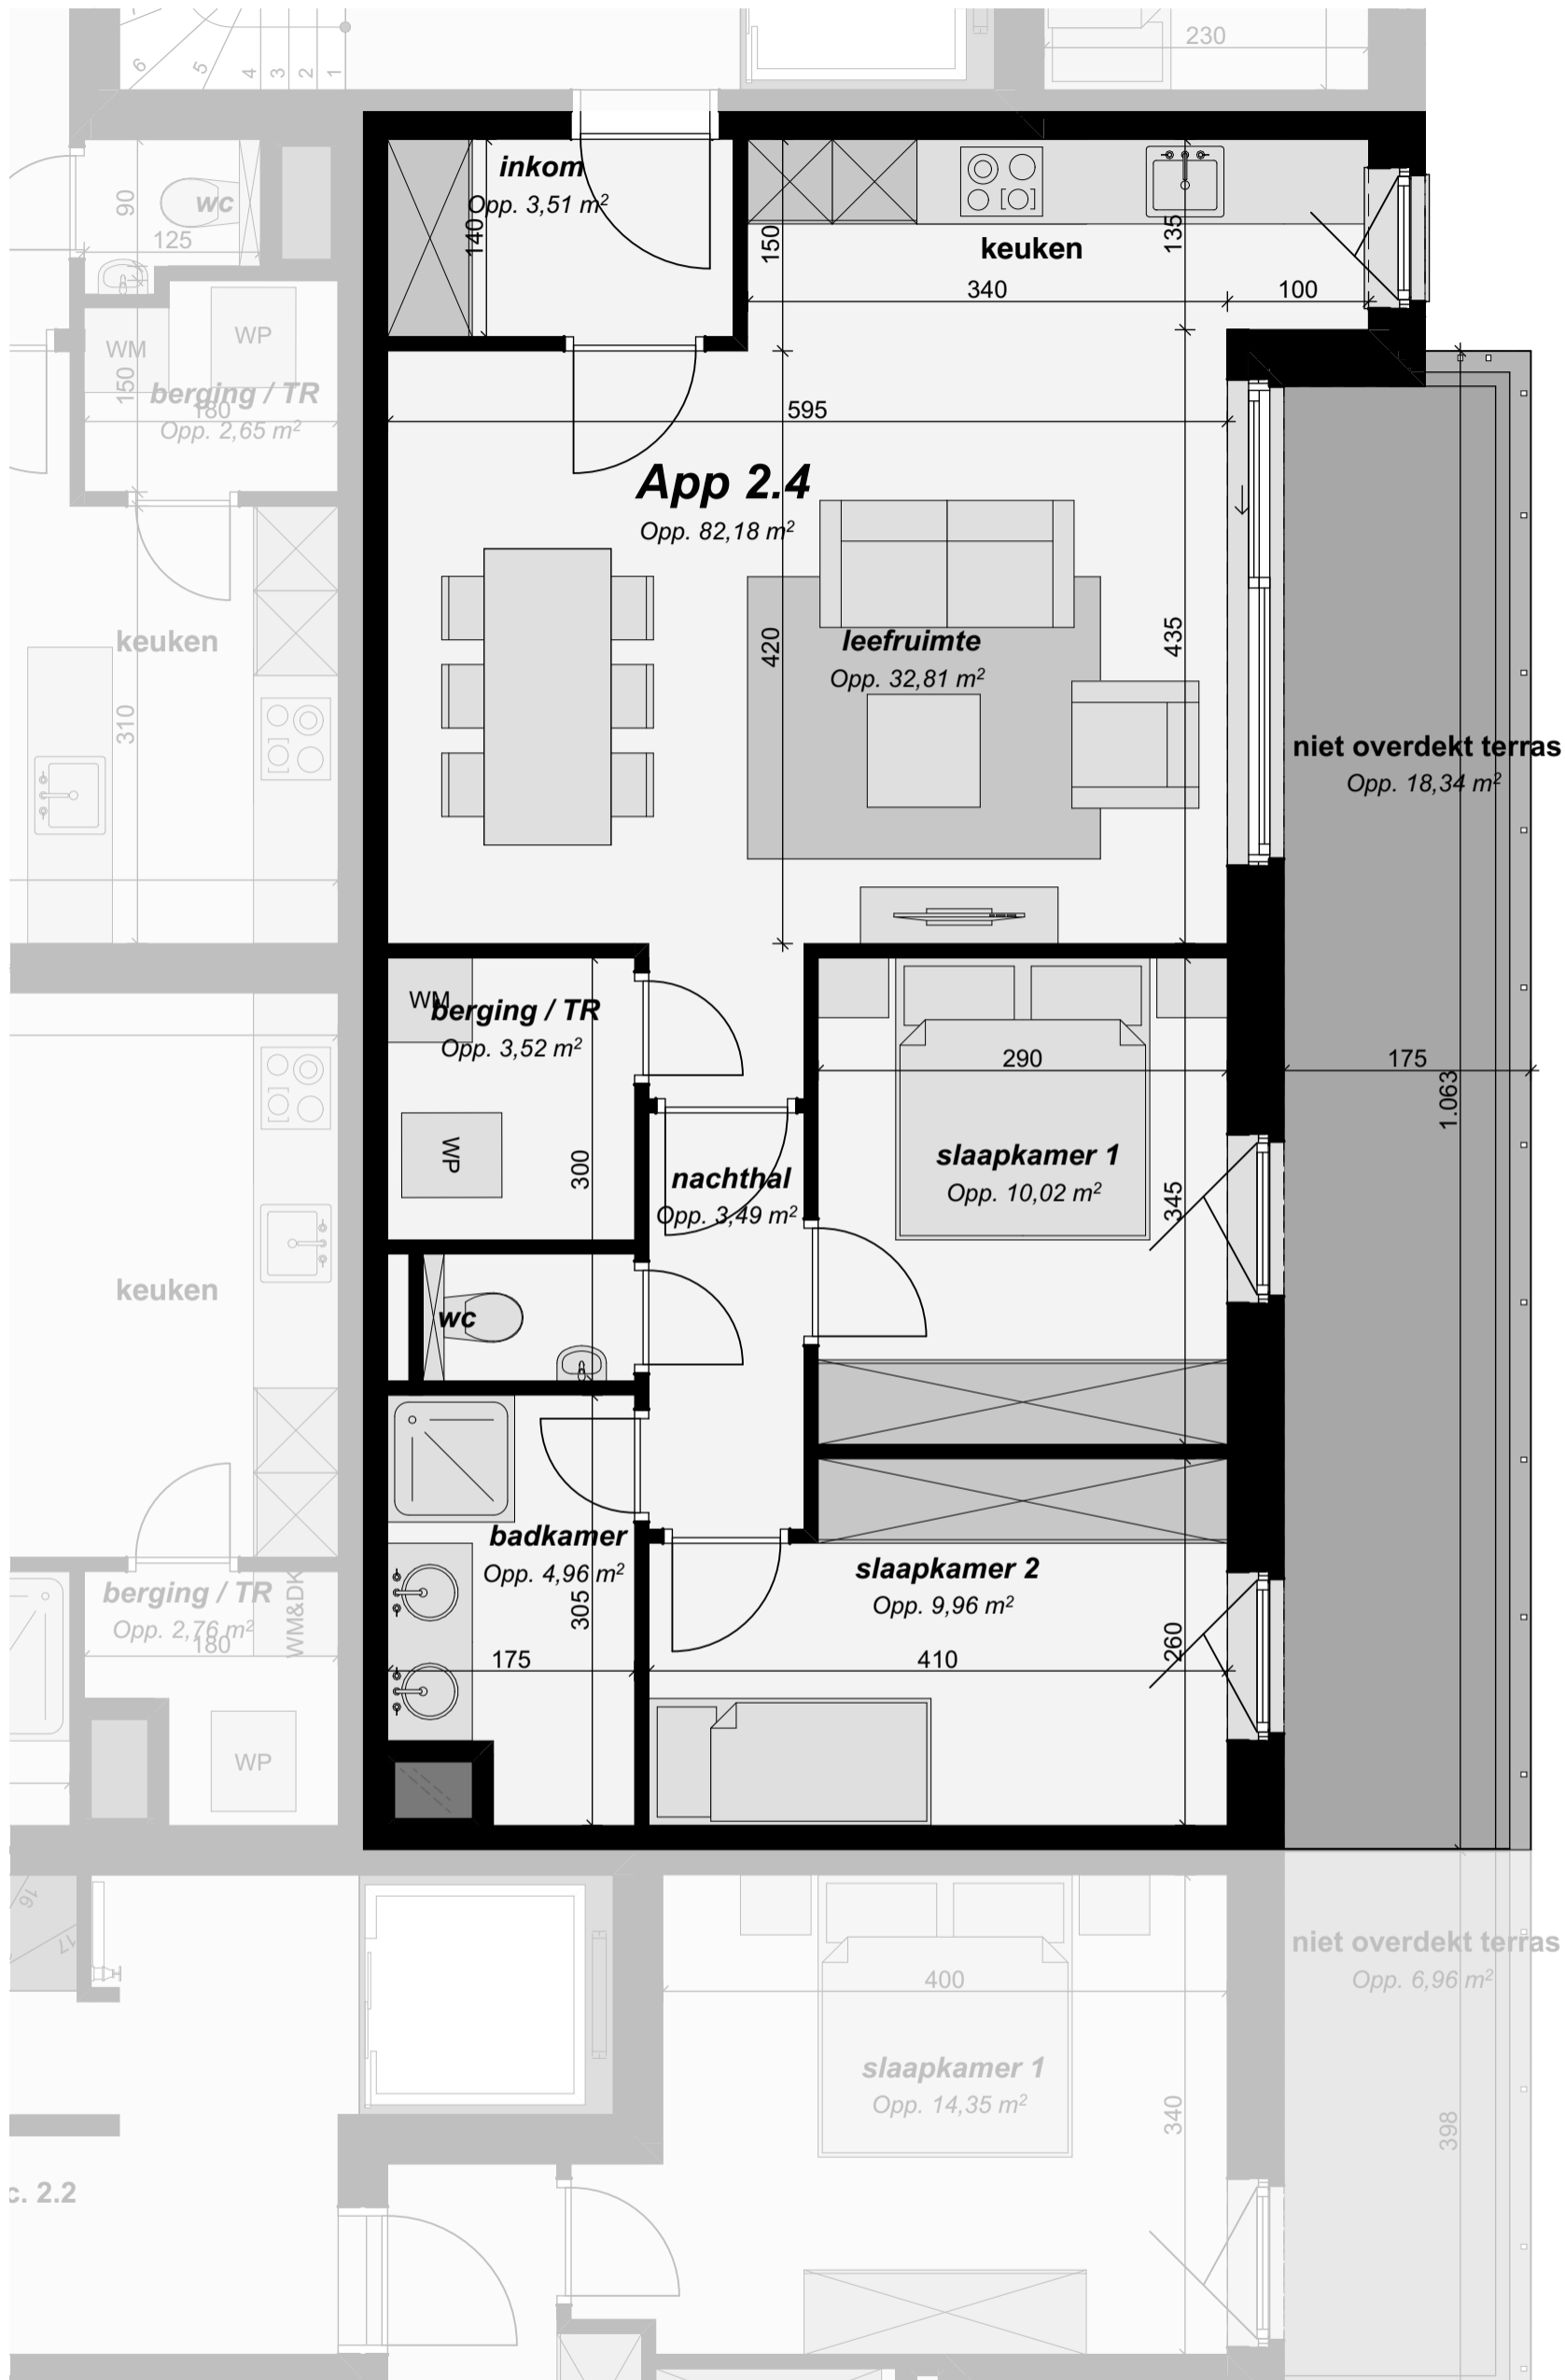 230
6
5
4
3
2
1
inkom
Opp. 3,51 m²
140
wc
90
125
150
135
keuken
340
100
WM
WP
150
berging / TR
180
Opp. 2,65 m²
595
App 2.4
Opp. 82,18 m²
keuken
310
420
leefruimte
Opp. 32,81 m²
435
niet overdekt terras
Opp. 18,34 m²
WM
berging / TR
Opp. 3,52 m²
290
175
1.063
WP
300
nachthal
Opp. 3,49 m²
slaapkamer 1
Opp. 10,02 m²
345
keuken
wc
badkamer
Opp. 4,96 m²
305
slaapkamer 2
Opp. 9,96 m²
260
berging / TR
Opp. 2,76 m²
180
WM&DK
175
410
WP
16
17
niet overdekt terras
Opp. 6,96 m²
400
slaapkamer 1
Opp. 14,35 m²
340
398
c. 2.2